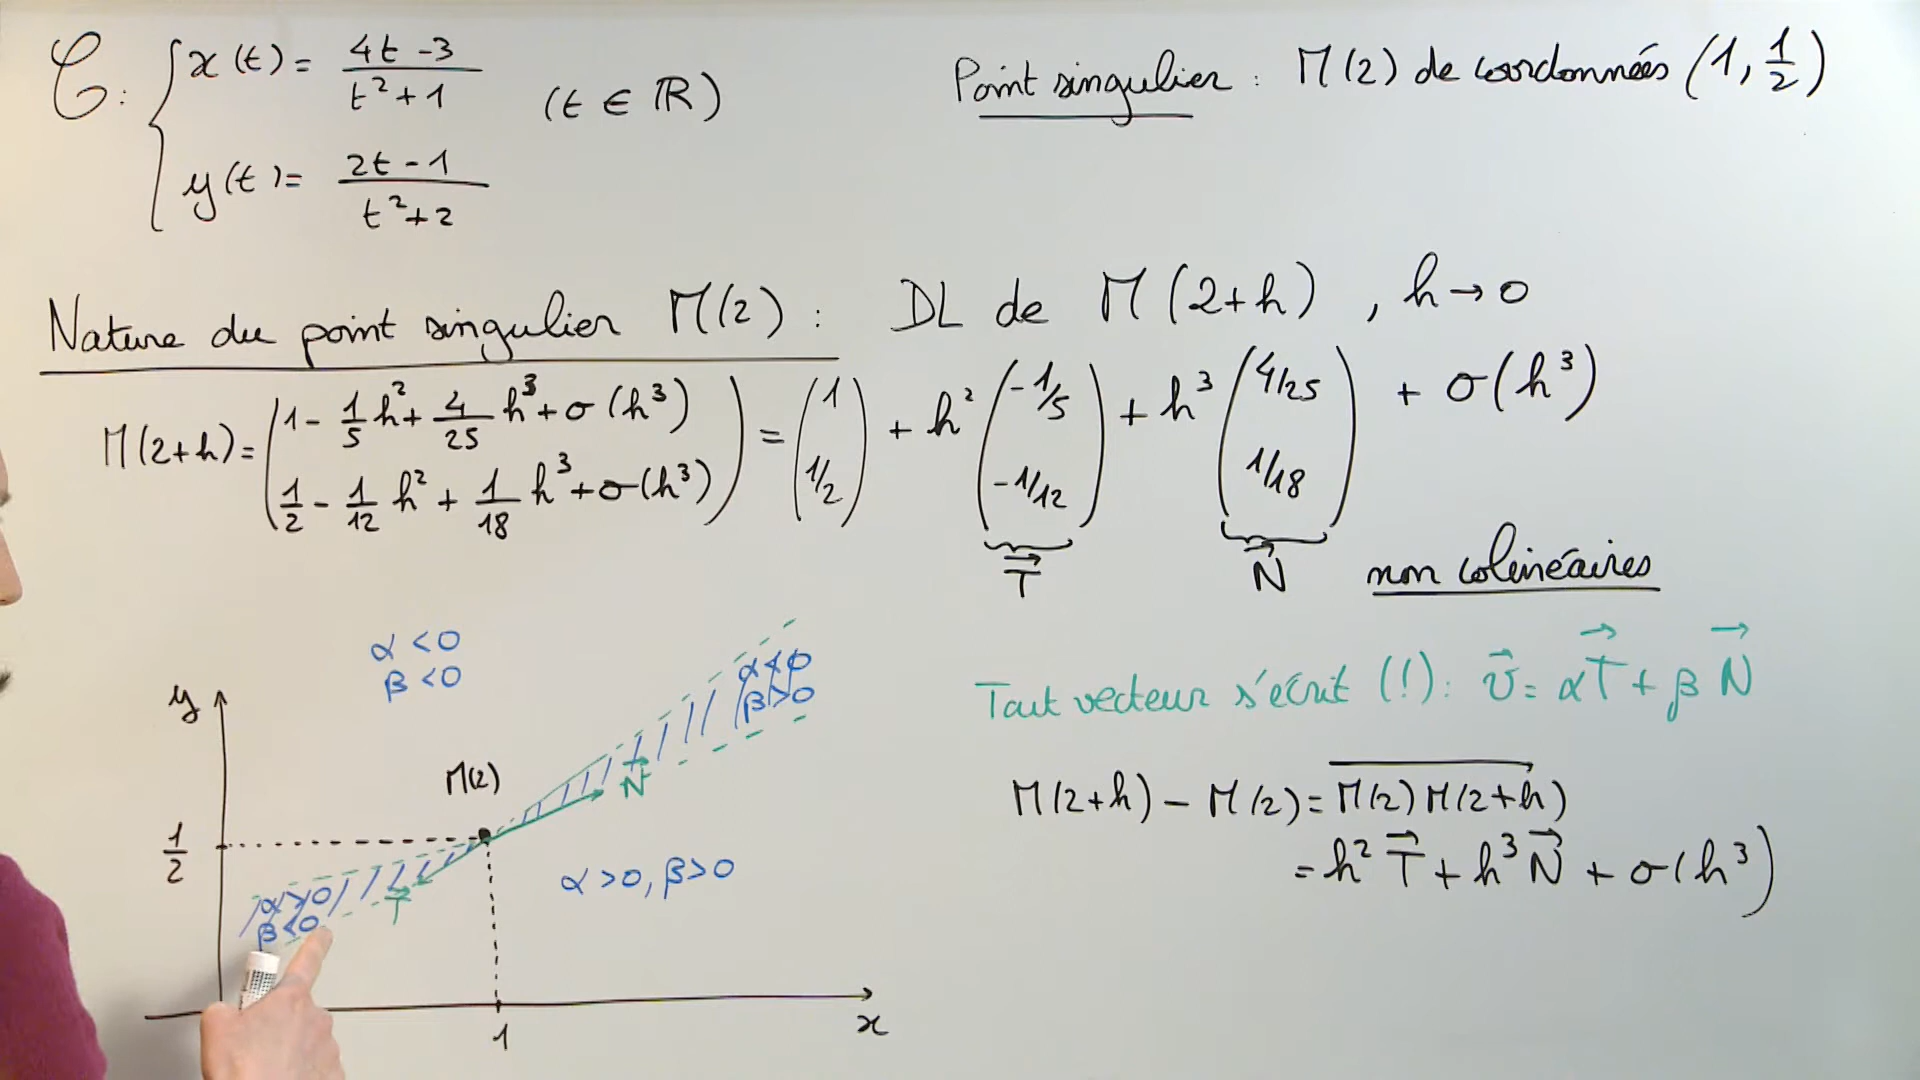 C : { x(t) = (4t - 3)/(t² + 1)
(t ∈ ℝ)
y(t) = (2t - 1)/(t² + 2)
Point singulier : M(2) de coordonnées (1, 1/2)
Nature du point singulier M(2) : DL de M(2+h), h → 0
M(2+h) = (1 - 1/5 h² + 4/25 h³ + o(h³) ; 1/2 - 1/12 h² + 1/18 h³ + o(h³)) = (1 ; 1/2) + h² (-1/5 ; -1/12) + h³ (4/25 ; 1/18) + o(h³)
T⃗ N⃗ non colinéaires
Tout vecteur s'écrit (!) : v⃗ = αT⃗ + βN⃗
M(2+h) - M(2) = M(2)M(2+h)⃗
= h² T⃗ + h³ N⃗ + o(h³)
α < 0
β < 0
α < 0
β > 0
y
M(2)
N⃗
1/2
α > 0, β > 0
α > 0
β < 0
T⃗
1
x